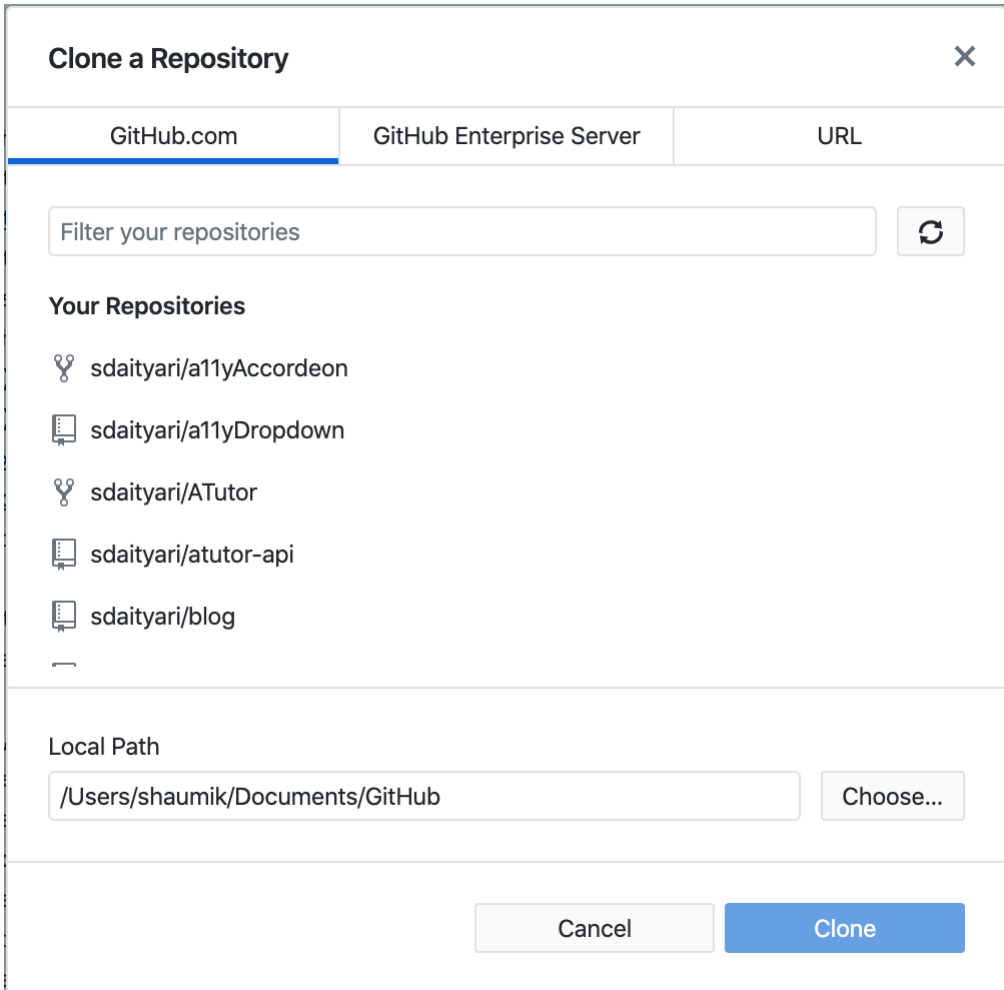 Clone a Repository
GitHub.com
GitHub Enterprise Server
URL
Filter your repositories
Your Repositories
sdaityari/a11yAccordeon
sdaityari/a11yDropdown
sdaityari/ATutor
sdaityari/atutor-api
sdaityari/blog
Local Path
/Users/shaumik/Documents/GitHub
Choose...
Cancel
Clone